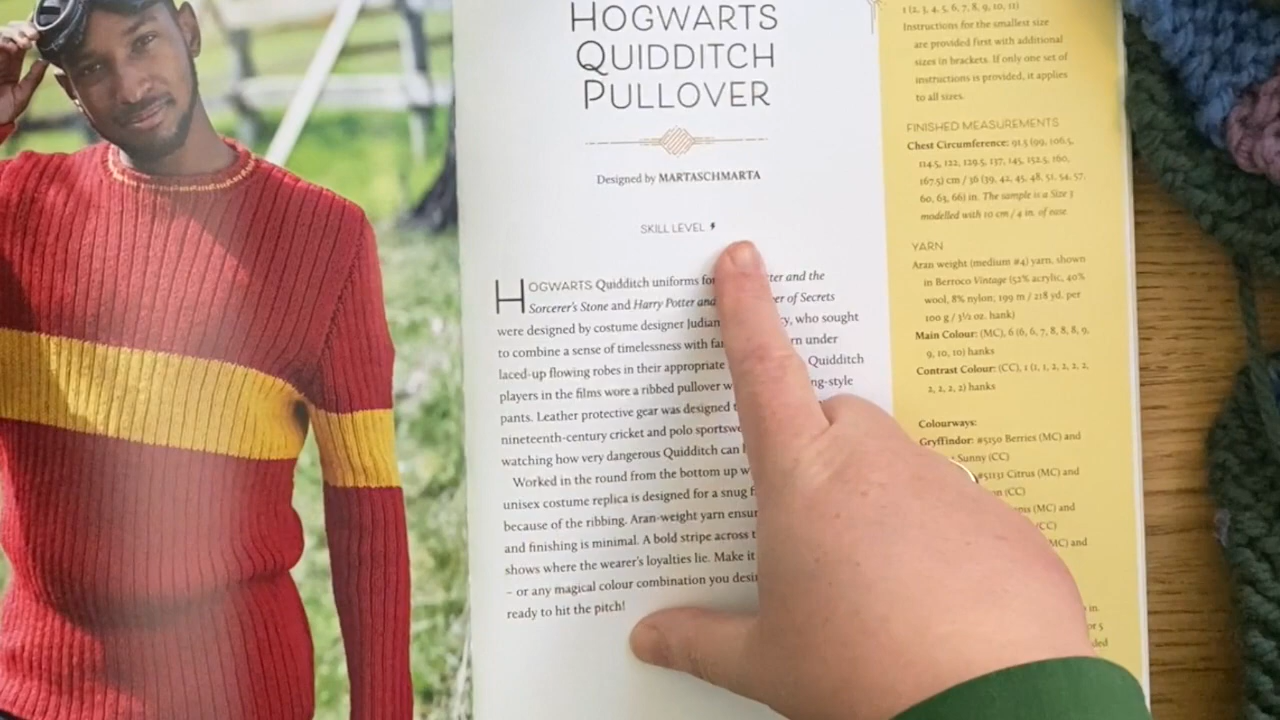 HOGWARTS
QUIDDITCH
PULLOVER
Designed by MARTASCHMARTA
SKILL LEVEL
HOGWARTS Quidditch uniforms for ter and the
Sorcerer's Stone and Harry Potter and er of Secrets
were designed by costume designer Judian y, who sought
to combine a sense of timelessness with fa rn under
laced-up flowing robes in their appropriate Quidditch
players in the films wore a ribbed pullover w ng-style
pants. Leather protective gear was designed
nineteenth-century cricket and polo sportswe
watching how very dangerous Quidditch can
Worked in the round from the bottom up w
unisex costume replica is designed for a snug f
because of the ribbing. Aran-weight yarn ensur
and finishing is minimal. A bold stripe across t
shows where the wearer's loyalties lie. Make it
– or any magical colour combination you desi
ready to hit the pitch!
1 (2, 3, 4, 5, 6, 7, 8, 9, 10, 11)
Instructions for the smallest size
are provided first with additional
sizes in brackets. If only one set of
instructions is provided, it applies
to all sizes.
FINISHED MEASUREMENTS
Chest Circumference: 91.5 (99, 106.5,
114.5, 122, 129.5, 137, 145, 152.5, 160,
167.5) cm / 36 (39, 42, 45, 48, 51, 54, 57,
60, 63, 66) in. The sample is a Size 3
modelled with 10 cm / 4 in. of ease.
YARN
Aran weight (medium #4) yarn, shown
in Berroco Vintage (52% acrylic, 40%
wool, 8% nylon; 199 m / 218 yd. per
100 g / 3½ oz. hank)
Main Colour: (MC), 6 (6, 6, 7, 8, 8, 8, 9,
9, 10, 10) hanks
Contrast Colour: (CC), 1 (1, 1, 2, 2, 2, 2,
2, 2, 2, 2) hanks
Colourways:
Gryffindor: #5150 Berries (MC) and
Sunny (CC)
#5131 Citrus (MC) and
(CC)
(MC) and
(CC)
MC) and
in.
or 5
ded